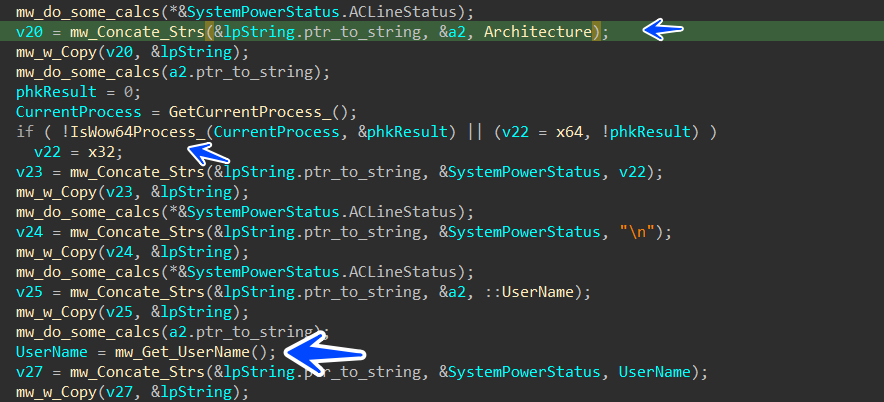 mw_do_some_calcs(*&SystemPowerStatus.ACLineStatus);
v20 = mw_Concate_Strs(&lpString.ptr_to_string, &a2, Architecture);
mw_w_Copy(v20, &lpString);
mw_do_some_calcs(a2.ptr_to_string);
phkResult = 0;
CurrentProcess = GetCurrentProcess_();
if ( !IsWow64Process_(CurrentProcess, &phkResult) || (v22 = x64, !phkResult) )
v22 = x32;
v23 = mw_Concate_Strs(&lpString.ptr_to_string, &SystemPowerStatus, v22);
mw_w_Copy(v23, &lpString);
mw_do_some_calcs(*&SystemPowerStatus.ACLineStatus);
v24 = mw_Concate_Strs(&lpString.ptr_to_string, &SystemPowerStatus, "\n");
mw_w_Copy(v24, &lpString);
mw_do_some_calcs(*&SystemPowerStatus.ACLineStatus);
v25 = mw_Concate_Strs(&lpString.ptr_to_string, &a2, ::UserName);
mw_w_Copy(v25, &lpString);
mw_do_some_calcs(a2.ptr_to_string);
UserName = mw_Get_UserName();
v27 = mw_Concate_Strs(&lpString.ptr_to_string, &SystemPowerStatus, UserName);
mw_w_Copy(v27, &lpString);